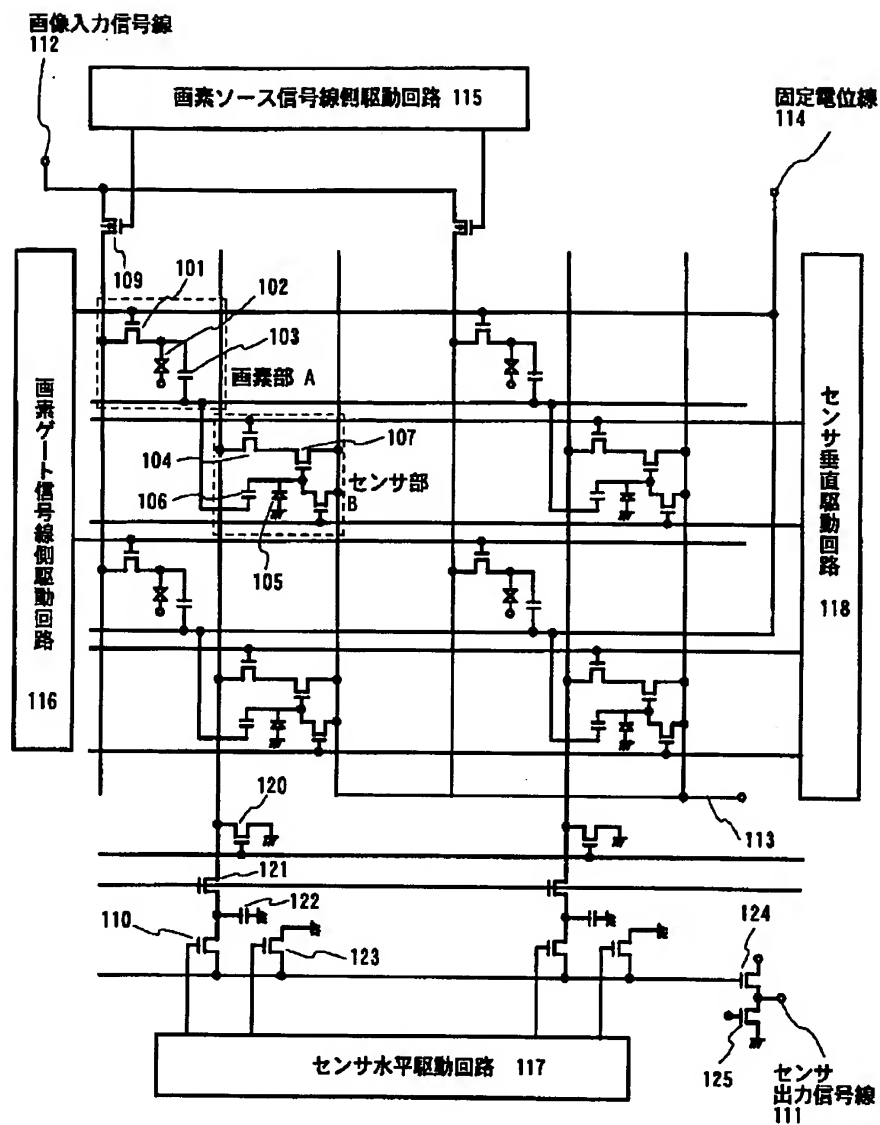 画像入力信号線
112
画素ソース信号線側駆動回路 115
固定電位線
114
109
101
102
103
画素部 A
画素ゲート信号線側駆動回路
116
104
107
106
センサ部
B
105
センサ垂直駆動回路
118
120
113
121
122
110
123
124
125
センサ水平駆動回路 117
センサ
出力信号線
111